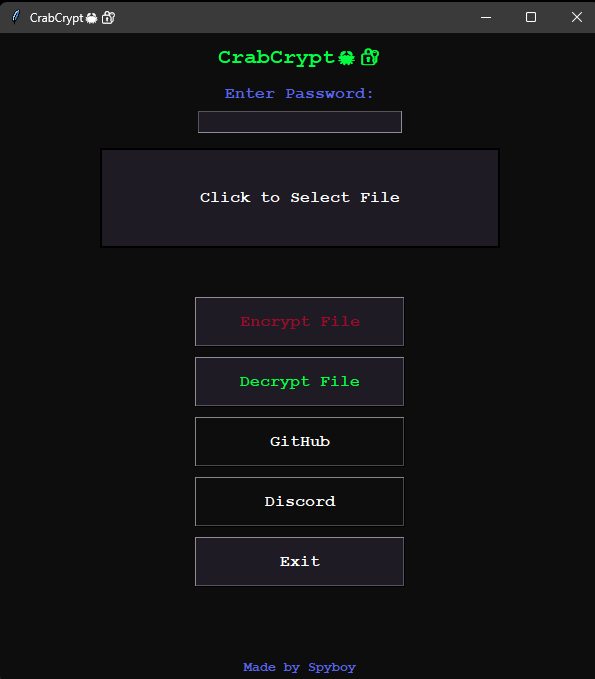 CrabCrypt🦀🔐
CrabCrypt🦀🔐
Enter Password:
Click to Select File
Encrypt File
Decrypt File
GitHub
Discord
Exit
Made by Spyboy